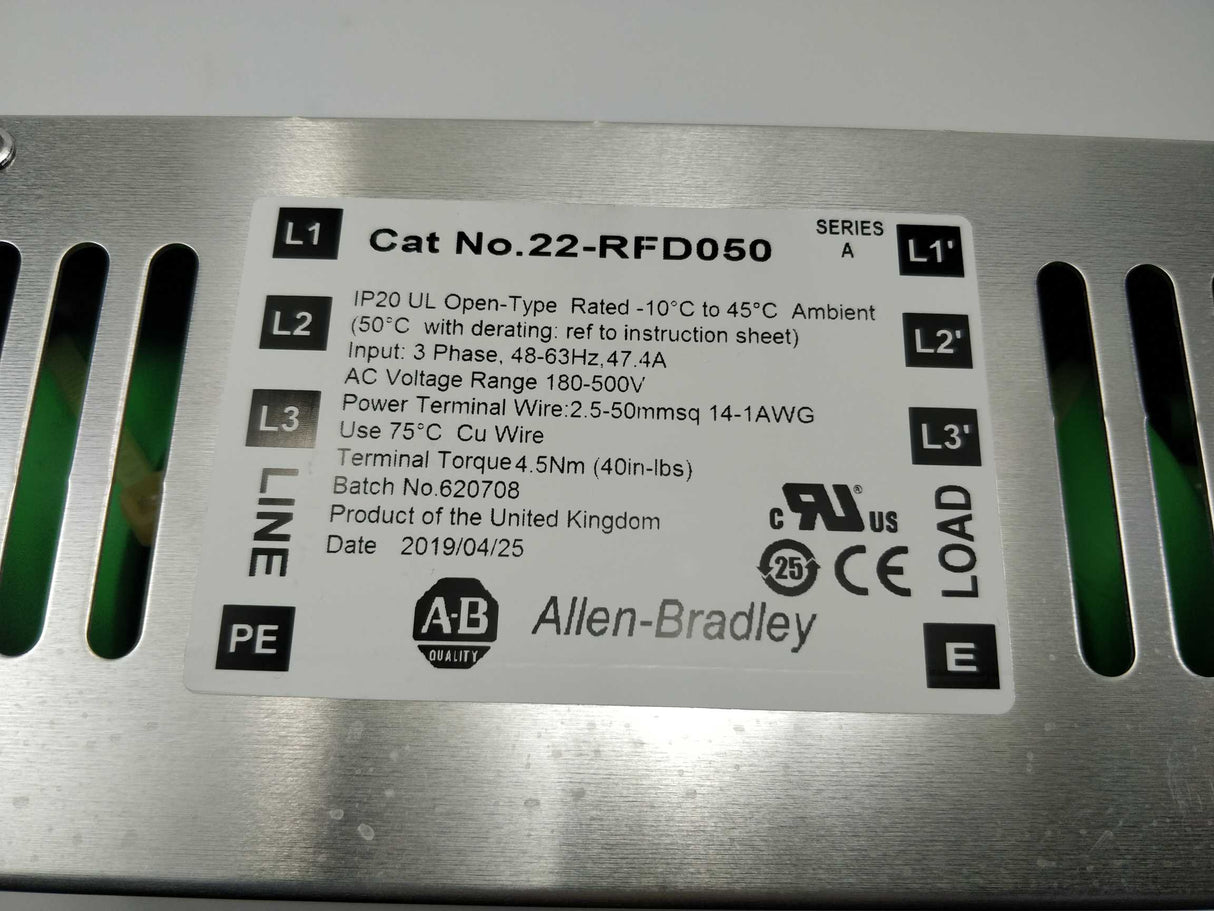 L1
Cat No.22-RFD050
SERIES
A
L1'
IP20 UL Open-Type Rated -10°C to 45°C Ambient
(50°C with derating: ref to instruction sheet)
L2
L2'
Input: 3 Phase, 48-63Hz,47.4A
AC Voltage Range 180-500V
Power Terminal Wire:2.5-50mmsq 14-1AWG
L3
L3'
Use 75°C Cu Wire
Terminal Torque4.5Nm (40in-lbs)
Batch No.620708
Product of the United Kingdom
Date 2019/04/25
LINE
LOAD
c RU ® US
25 CE
PE
A-B
QUALITY
Allen-Bradley
E